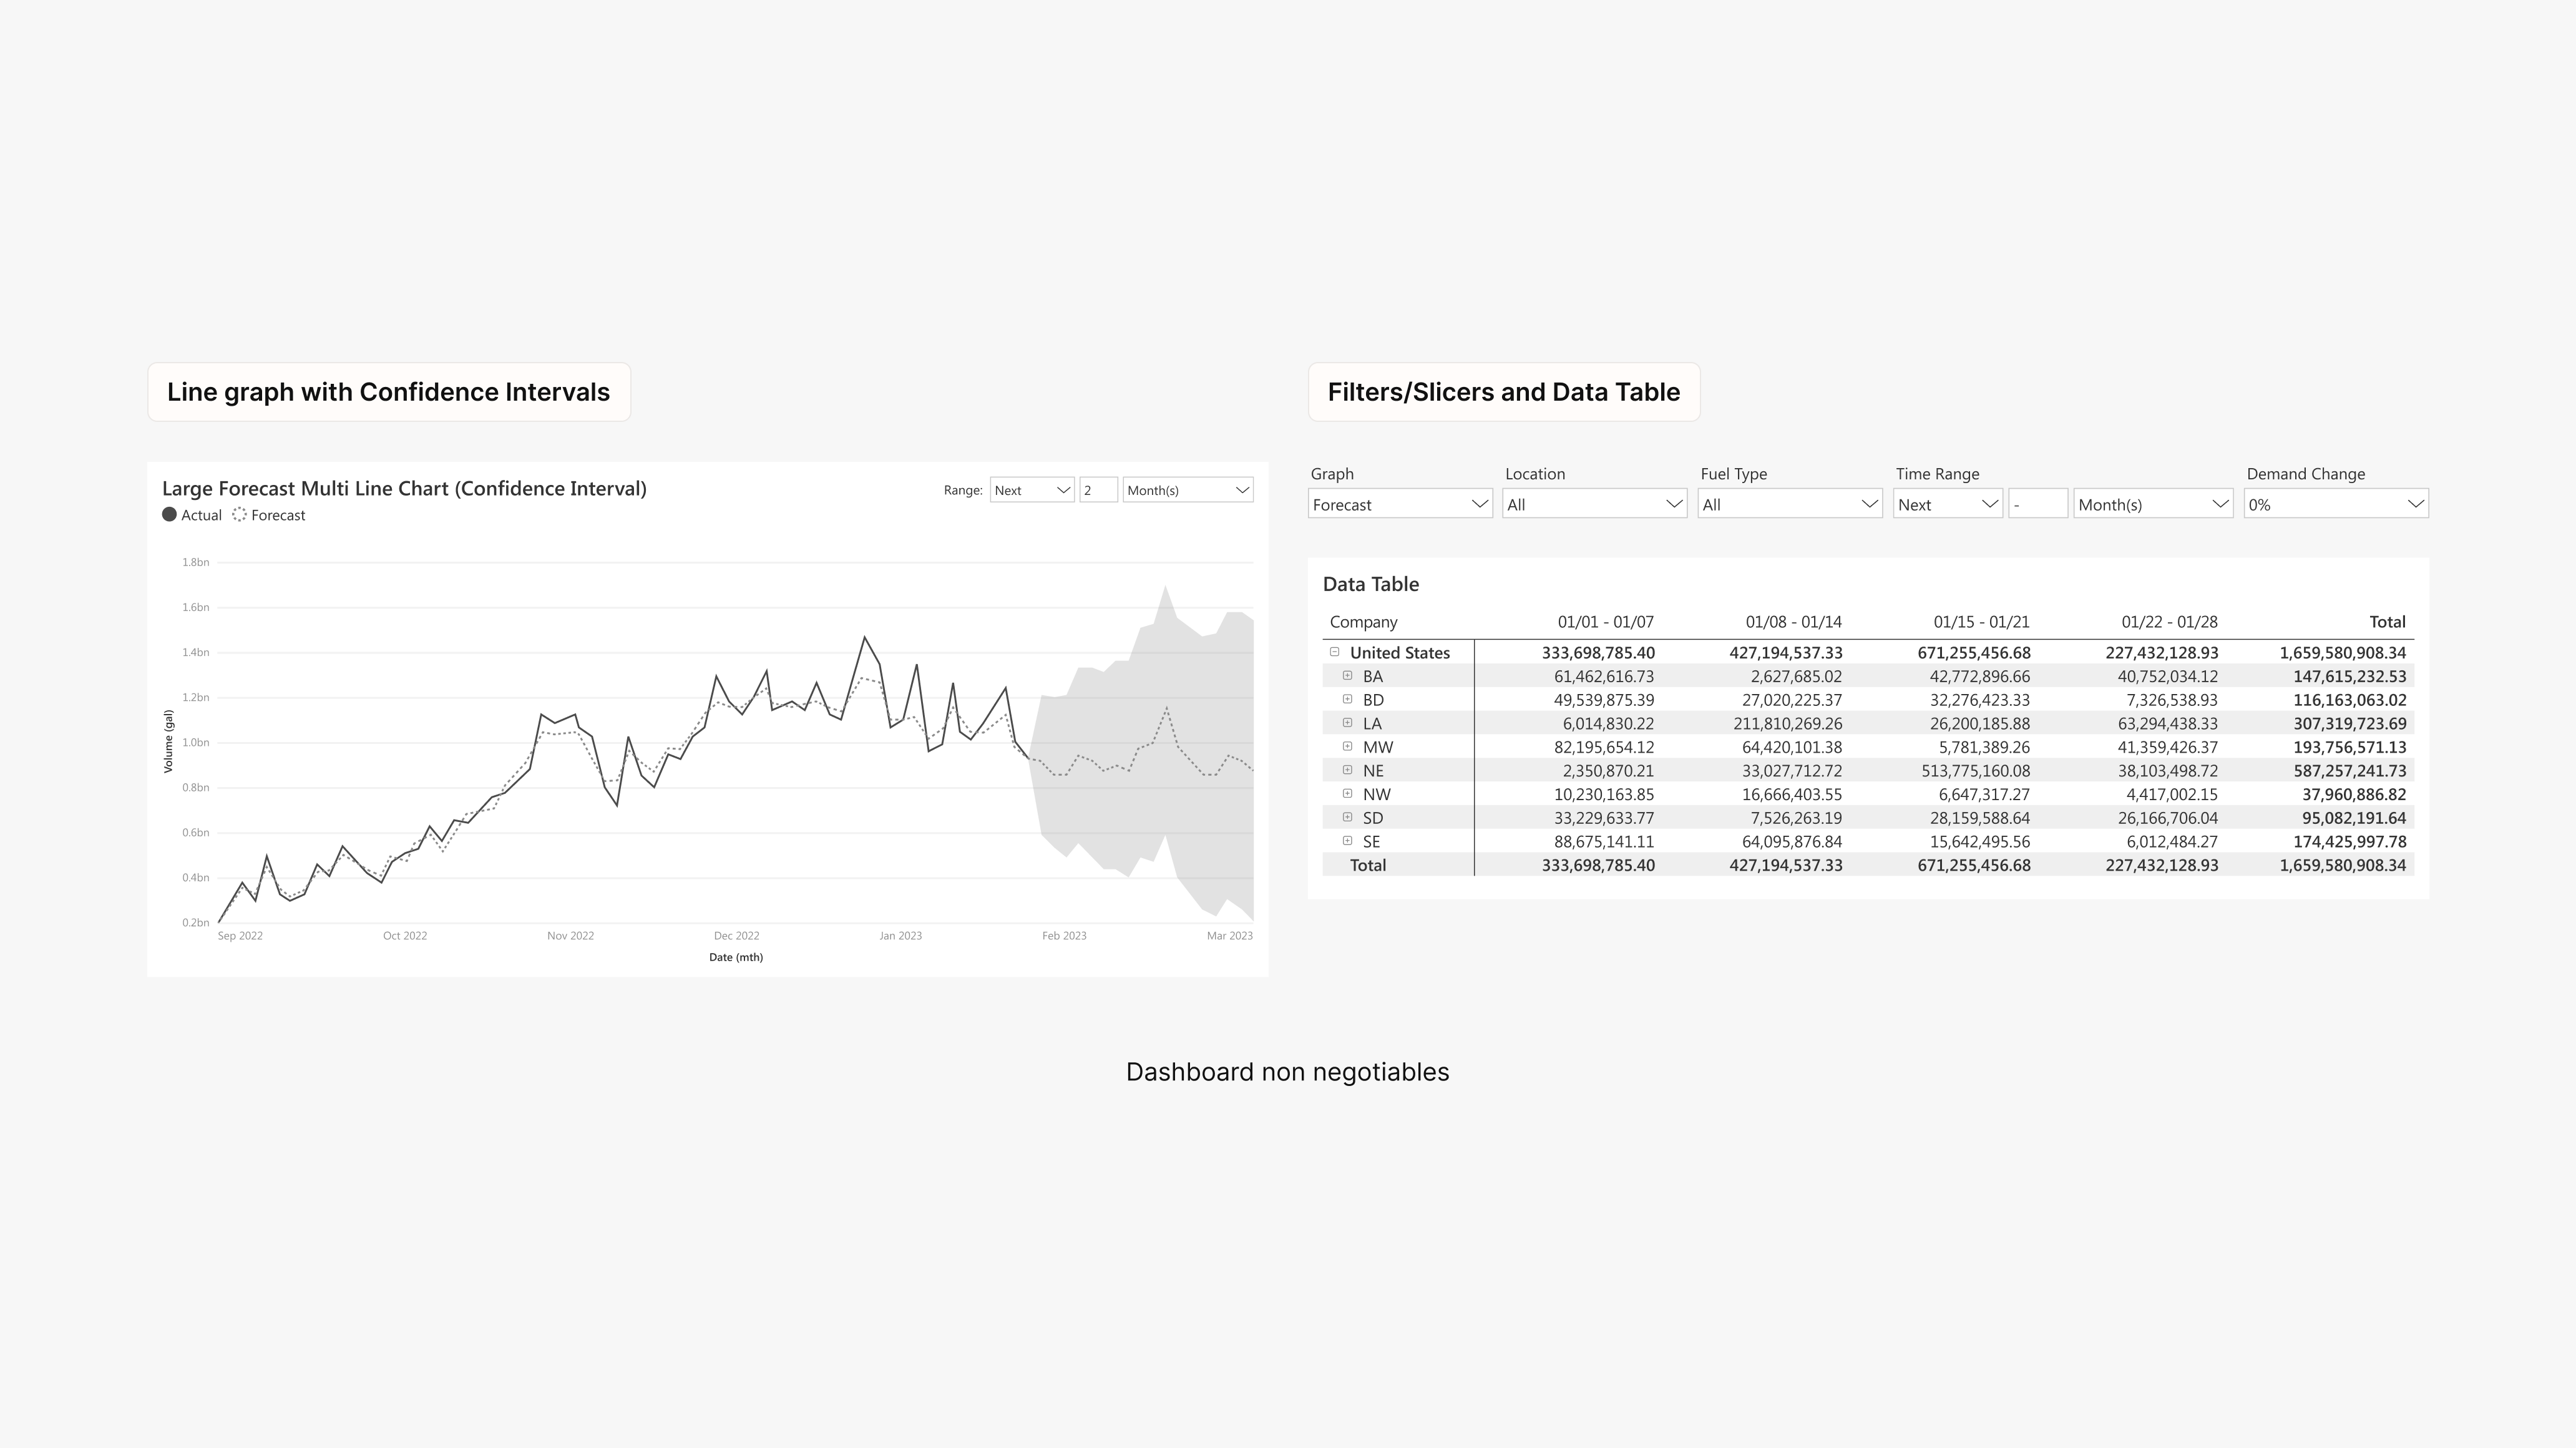 Line graph with Confidence Intervals
Large Forecast Multi Line Chart (Confidence Interval)
Range: Next 2 Month(s)
Actual Forecast
1.8bn
1.6bn
1.4bn
1.2bn
1.0bn
0.8bn
0.6bn
0.4bn
0.2bn
Volume (gal)
Sep 2022 Oct 2022 Nov 2022 Dec 2022 Jan 2023 Feb 2023 Mar 2023
Date (mth)
Filters/Slicers and Data Table
Graph Location Fuel Type Time Range Demand Change
Forecast All All Next - Month(s) 0%
Data Table
Company 01/01 - 01/07 01/08 - 01/14 01/15 - 01/21 01/22 - 01/28 Total
United States 333,698,785.40 427,194,537.33 671,255,456.68 227,432,128.93 1,659,580,908.34
BA 61,462,616.73 2,627,685.02 42,772,896.66 40,752,034.12 147,615,232.53
BD 49,539,875.39 27,020,225.37 32,276,423.33 7,326,538.93 116,163,063.02
LA 6,014,830.22 211,810,269.26 26,200,185.88 63,294,438.33 307,319,723.69
MW 82,195,654.12 64,420,101.38 5,781,389.26 41,359,426.37 193,756,571.13
NE 2,350,870.21 33,027,712.72 513,775,160.08 38,103,498.72 587,257,241.73
NW 10,230,163.85 16,666,403.55 6,647,317.27 4,417,002.15 37,960,886.82
SD 33,229,633.77 7,526,263.19 28,159,588.64 26,166,706.04 95,082,191.64
SE 88,675,141.11 64,095,876.84 15,642,495.56 6,012,484.27 174,425,997.78
Total 333,698,785.40 427,194,537.33 671,255,456.68 227,432,128.93 1,659,580,908.34
Dashboard non negotiables